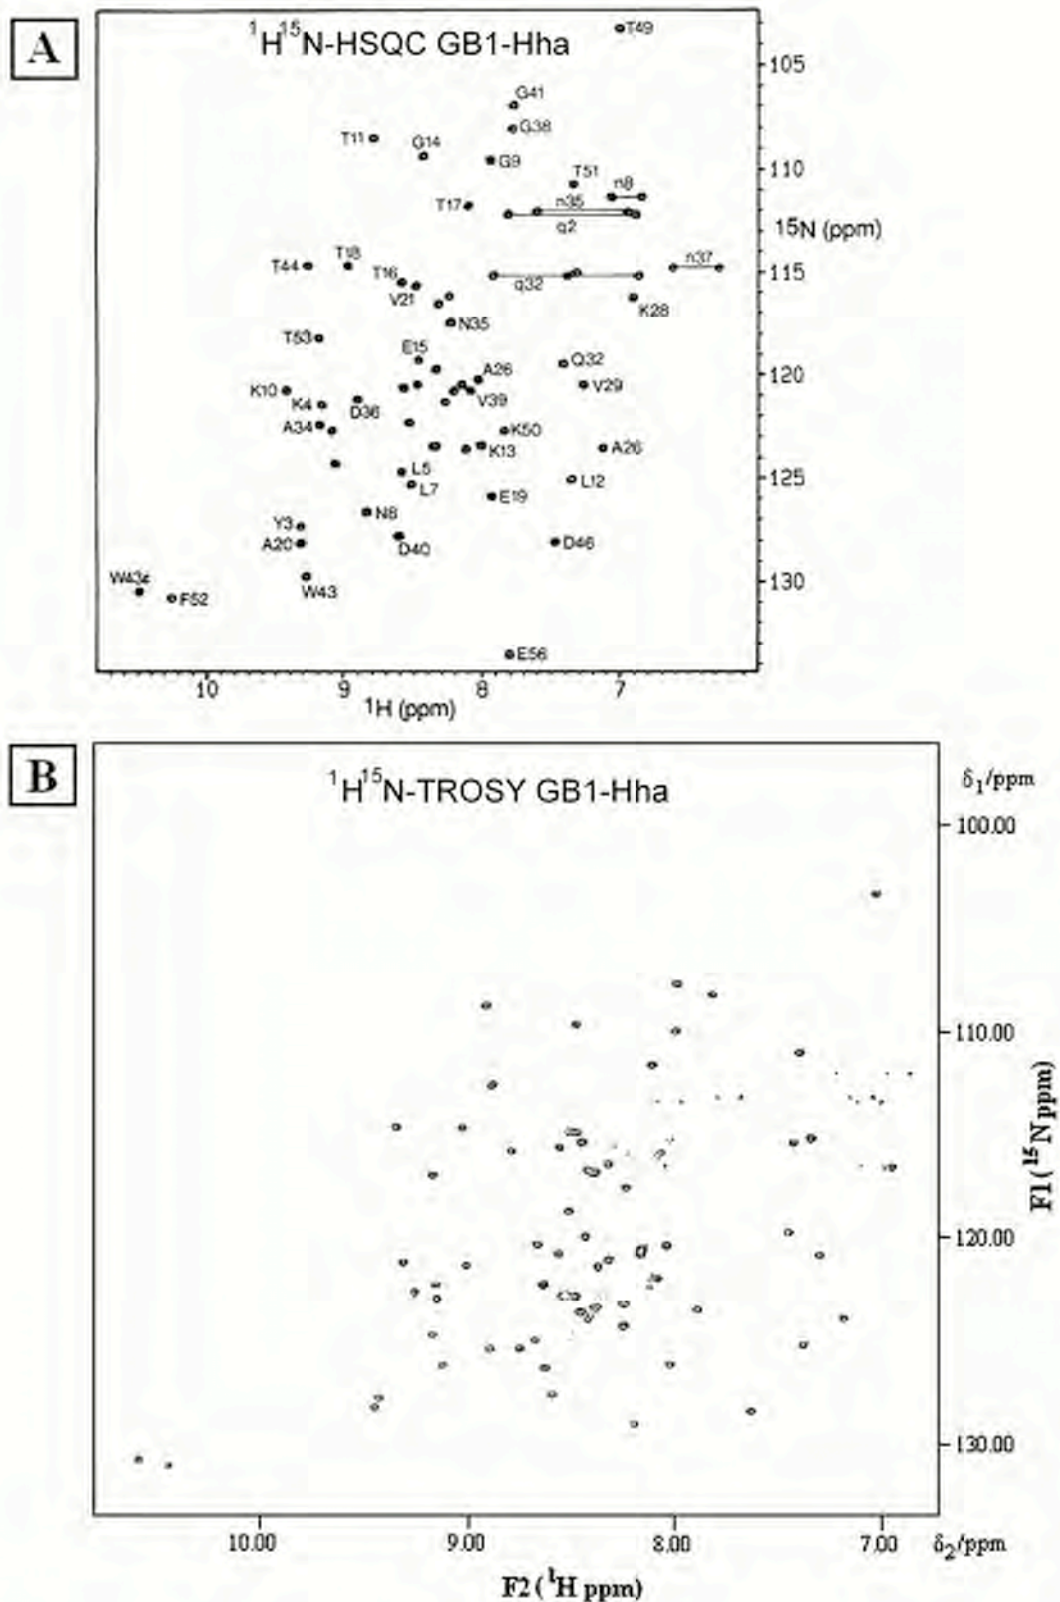 A
1H15N-HSQC GB1-Hha
T49
105
G41
G38
T11
G14
G9
110
T51
n8
T17
n35
q2
15N (ppm)
T44
T18
n37
T16
q32
115
V21
K28
N35
T53
E15
Q32
A26
120
K10
V29
K4
D36
V39
A34
K50
K13
A26
L5
L12
125
L7
E19
N8
Y3
A20
D40
D46
W43ε
W43
130
F52
E56
10 9 8 7
1H (ppm)
B
1H15N-TROSY GB1-Hha
δ1/ppm
100.00
110.00
F1 (15N ppm)
120.00
130.00
10.00 9.00 8.00 7.00 δ2/ppm
F2 (1H ppm)